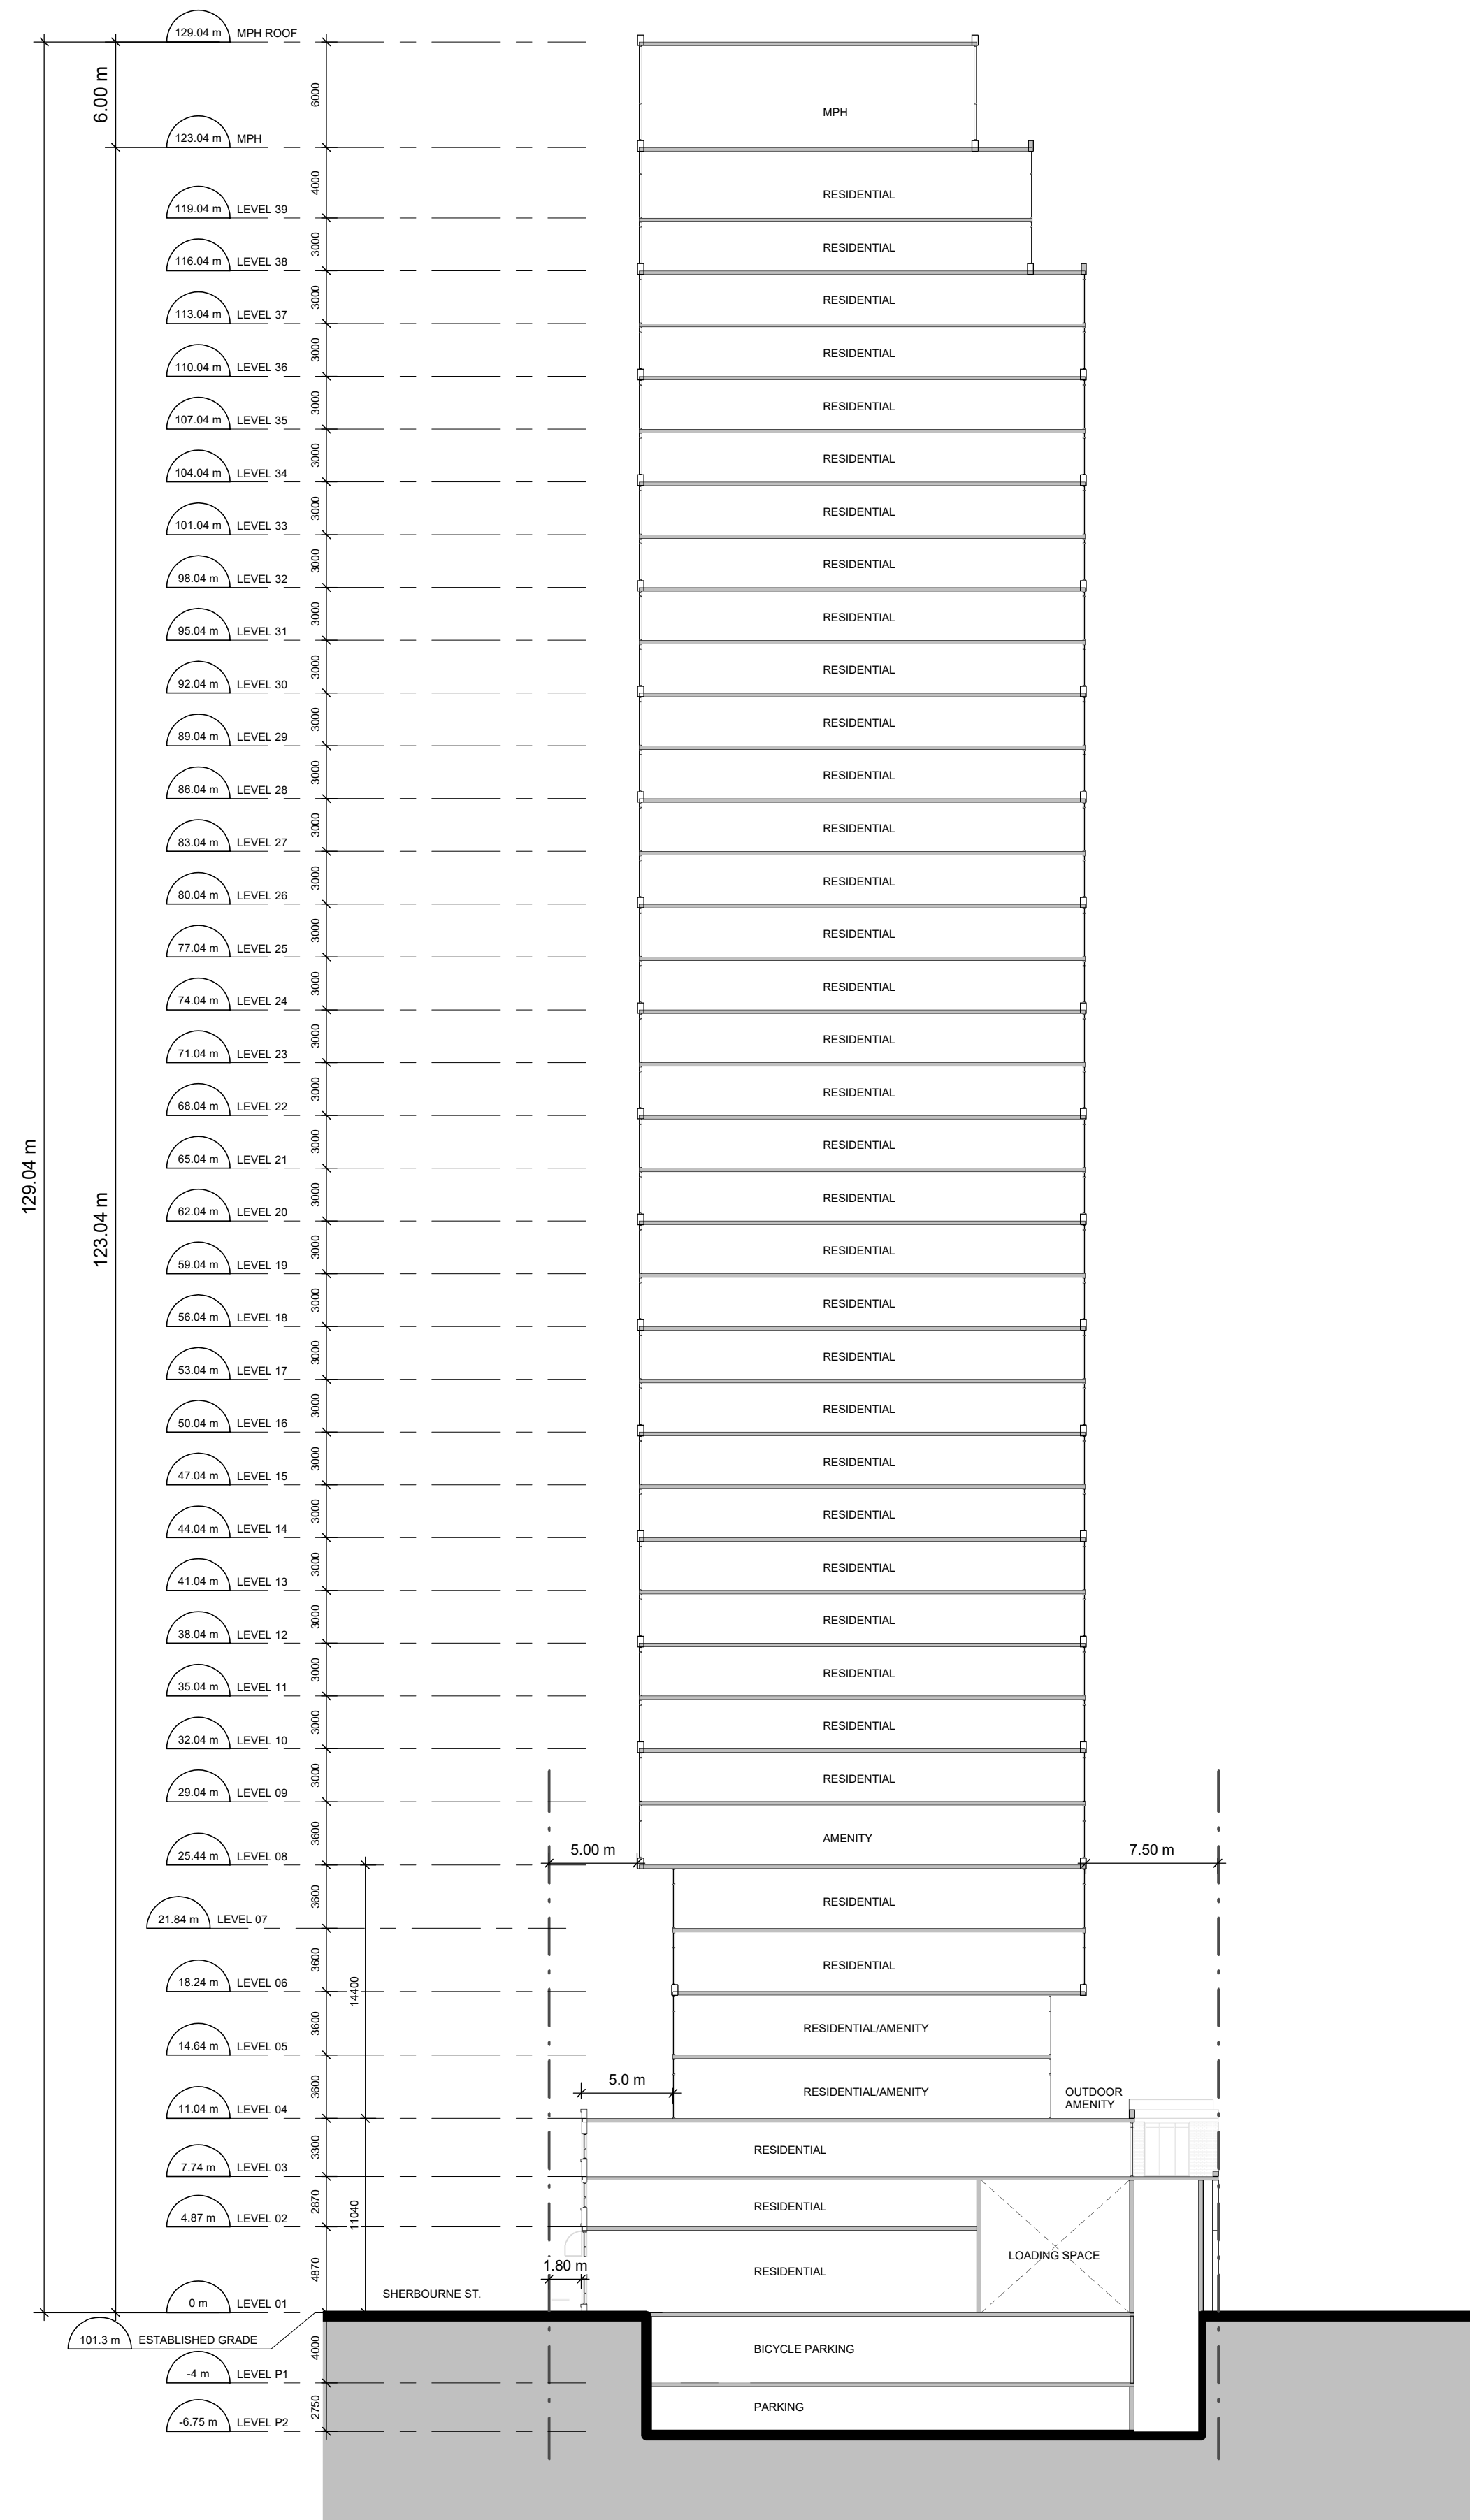 129.04 m MPH ROOF
6.00 m
6000
MPH
123.04 m MPH
4000
RESIDENTIAL
119.04 m LEVEL 39
3000
RESIDENTIAL
116.04 m LEVEL 38
3000
RESIDENTIAL
113.04 m LEVEL 37
3000
RESIDENTIAL
110.04 m LEVEL 36
3000
RESIDENTIAL
107.04 m LEVEL 35
3000
RESIDENTIAL
104.04 m LEVEL 34
3000
RESIDENTIAL
101.04 m LEVEL 33
3000
RESIDENTIAL
98.04 m LEVEL 32
3000
RESIDENTIAL
95.04 m LEVEL 31
3000
RESIDENTIAL
92.04 m LEVEL 30
3000
RESIDENTIAL
89.04 m LEVEL 29
3000
RESIDENTIAL
86.04 m LEVEL 28
3000
RESIDENTIAL
83.04 m LEVEL 27
3000
RESIDENTIAL
80.04 m LEVEL 26
3000
RESIDENTIAL
77.04 m LEVEL 25
3000
RESIDENTIAL
74.04 m LEVEL 24
3000
RESIDENTIAL
71.04 m LEVEL 23
3000
RESIDENTIAL
68.04 m LEVEL 22
3000
RESIDENTIAL
65.04 m LEVEL 21
129.04 m
123.04 m
3000
RESIDENTIAL
62.04 m LEVEL 20
3000
RESIDENTIAL
59.04 m LEVEL 19
3000
RESIDENTIAL
56.04 m LEVEL 18
3000
RESIDENTIAL
53.04 m LEVEL 17
3000
RESIDENTIAL
50.04 m LEVEL 16
3000
RESIDENTIAL
47.04 m LEVEL 15
3000
RESIDENTIAL
44.04 m LEVEL 14
3000
RESIDENTIAL
41.04 m LEVEL 13
3000
RESIDENTIAL
38.04 m LEVEL 12
3000
RESIDENTIAL
35.04 m LEVEL 11
3000
RESIDENTIAL
32.04 m LEVEL 10
3000
RESIDENTIAL
29.04 m LEVEL 09
3600
AMENITY
5.00 m
7.50 m
25.44 m LEVEL 08
3600
RESIDENTIAL
21.84 m LEVEL 07
3600
RESIDENTIAL
18.24 m LEVEL 06
14400
3600
RESIDENTIAL/AMENITY
14.64 m LEVEL 05
5.0 m
3600
RESIDENTIAL/AMENITY
OUTDOOR
AMENITY
11.04 m LEVEL 04
3300
RESIDENTIAL
7.74 m LEVEL 03
2870
11040
RESIDENTIAL
4.87 m LEVEL 02
LOADING SPACE
1.80 m
4870
RESIDENTIAL
SHERBOURNE ST.
0 m LEVEL 01
101.3 m ESTABLISHED GRADE
4000
BICYCLE PARKING
-4 m LEVEL P1
2750
PARKING
-6.75 m LEVEL P2